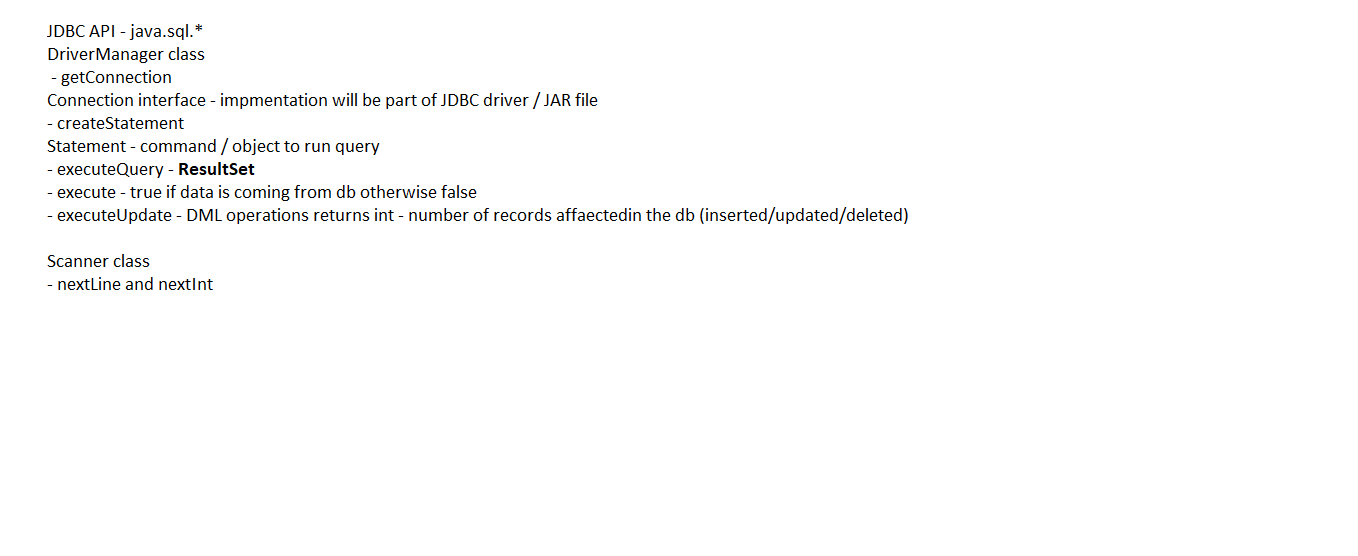 JDBC API - java.sql.*
DriverManager class
- getConnection
Connection interface - impmentation will be part of JDBC driver / JAR file
- createStatement
Statement - command / object to run query
- executeQuery - ResultSet
- execute - true if data is coming from db otherwise false
- executeUpdate - DML operations returns int - number of records affaectedin the db (inserted/updated/deleted)
Scanner class
- nextLine and nextInt